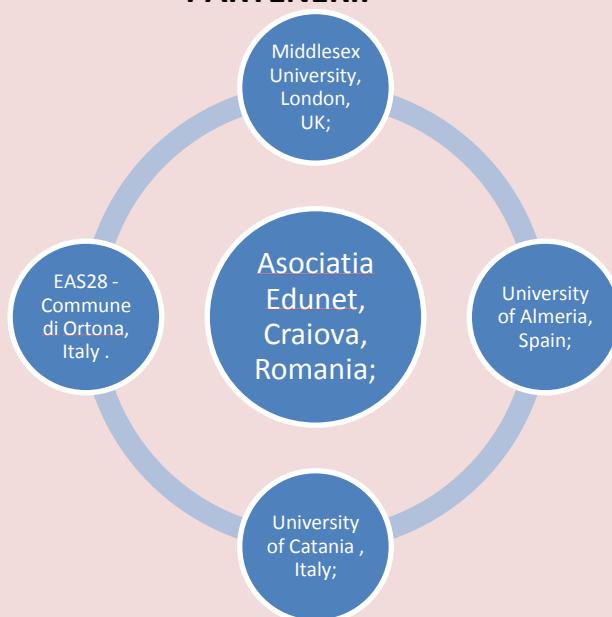 Middlesex
University,
London,
UK;
Asociatia
Edunet,
Craiova,
Romania;
EAS28 -
Commune
di Ortona,
Italy .
University
of Almeria,
Spain;
University
of Catania ,
Italy;